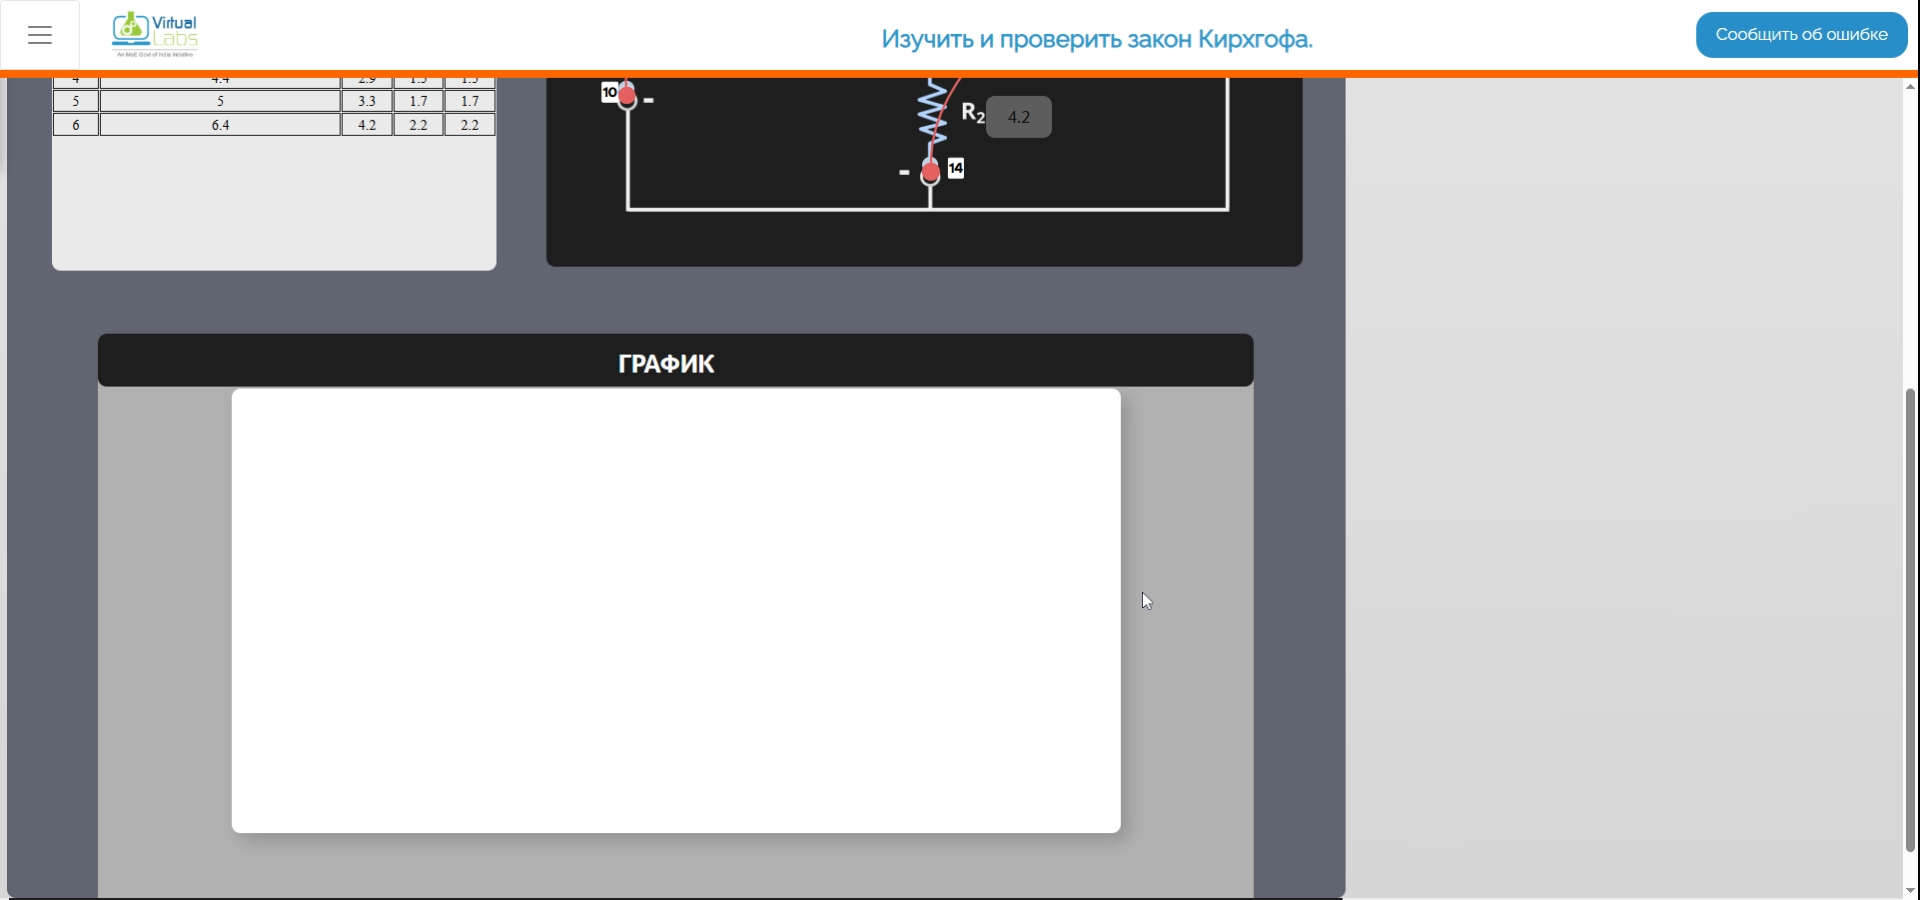 Virtual
Labs
An MoE Govt of India Initiative
Изучить и проверить закон Кирхгофа.
Сообщить об ошибке
4 4.4 2.9 1.5 1.5
5 5 3.3 1.7 1.7
6 6.4 4.2 2.2 2.2
10 -
R2 4.2
- 14
ГРАФИК